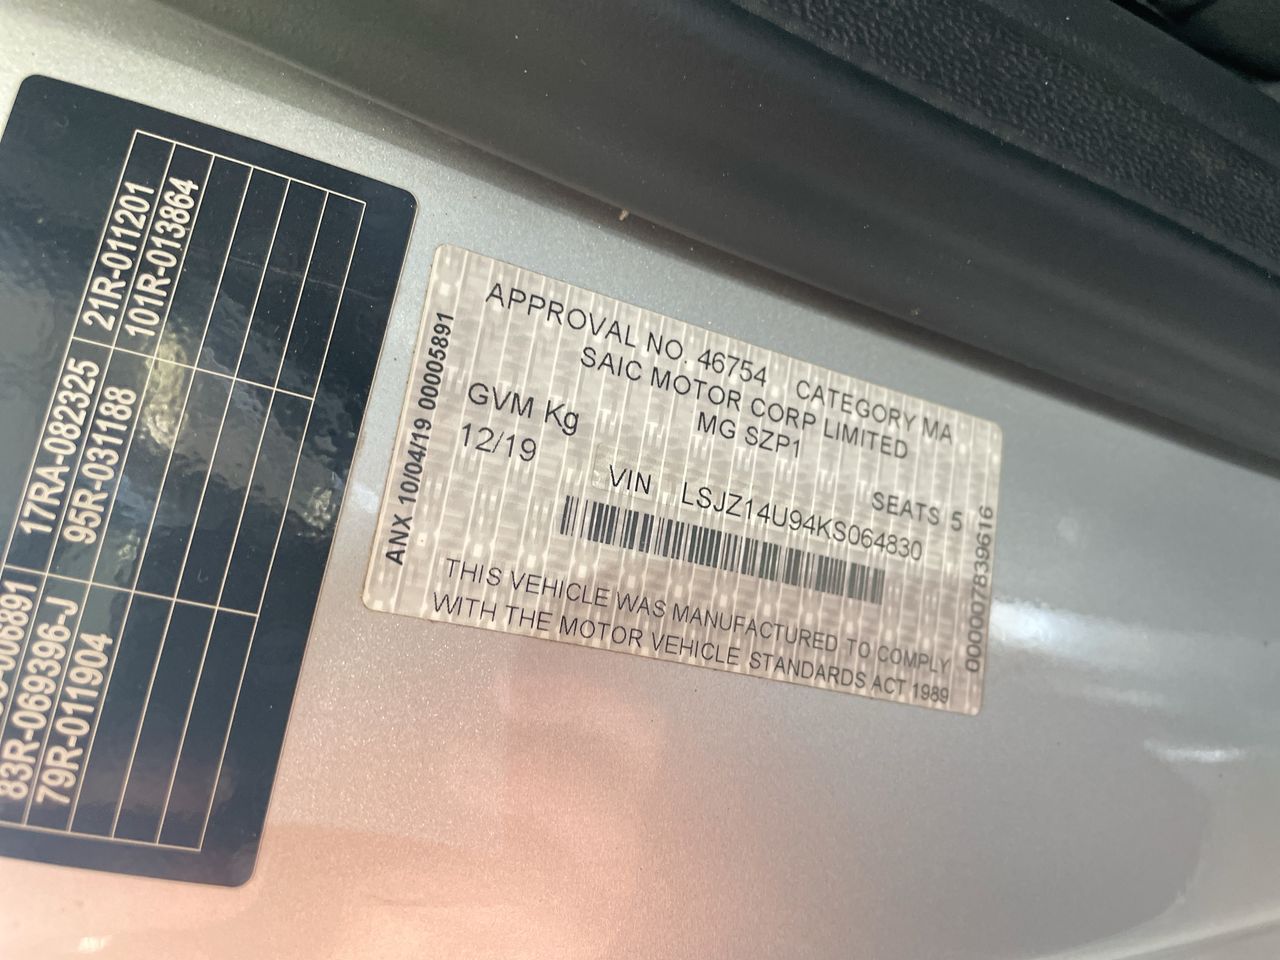 21R-011201
101R-013864
17RA-082325
95R-031188
83R-069396-J
79R-011904
ANX 10/04/19 00005891
APPROVAL NO. 46754 CATEGORY MA
SAIC MOTOR CORP LIMITED
GVM Kg MG SZP1
12/19 SEATS 5
VIN LSJZ14U94KS064830
THIS VEHICLE WAS MANUFACTURED TO COMPLY
WITH THE MOTOR VEHICLE STANDARDS ACT 1989
000007839616